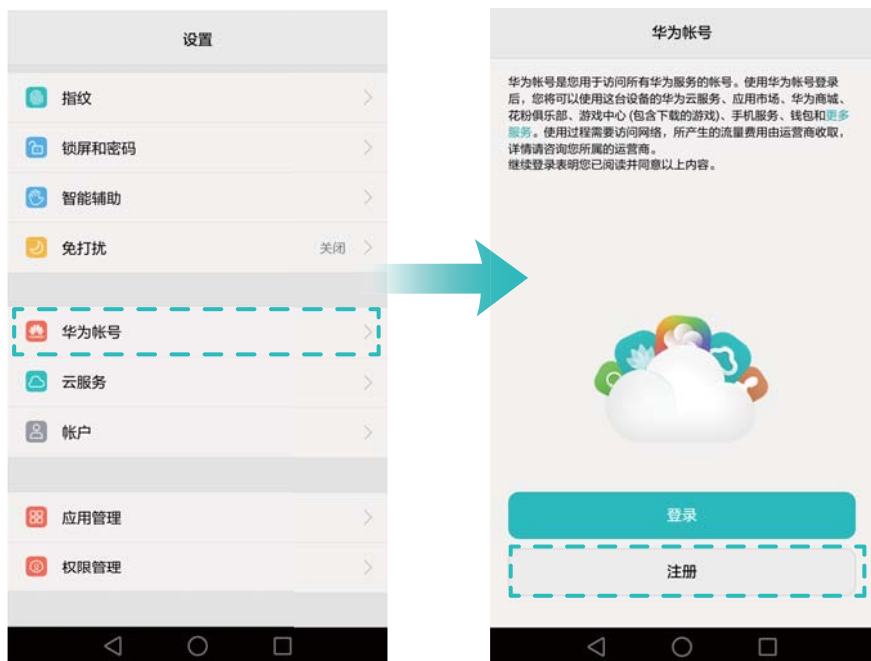 设置
指纹
锁屏和密码
智能辅助
免打扰 关闭
华为帐号
云服务
帐户
应用管理
权限管理
华为帐号
华为帐号是您用于访问所有华为服务的帐号。使用华为帐号登录
后，您将可以使用这台设备的华为云服务、应用市场、华为商城、
花粉俱乐部、游戏中心 (包含下载的游戏)、手机服务、钱包和更多
服务。使用过程需要访问网络，所产生的流量费用由运营商收取，
详情请咨询您所属的运营商。
继续登录表明您已阅读并同意以上内容。
登录
注册